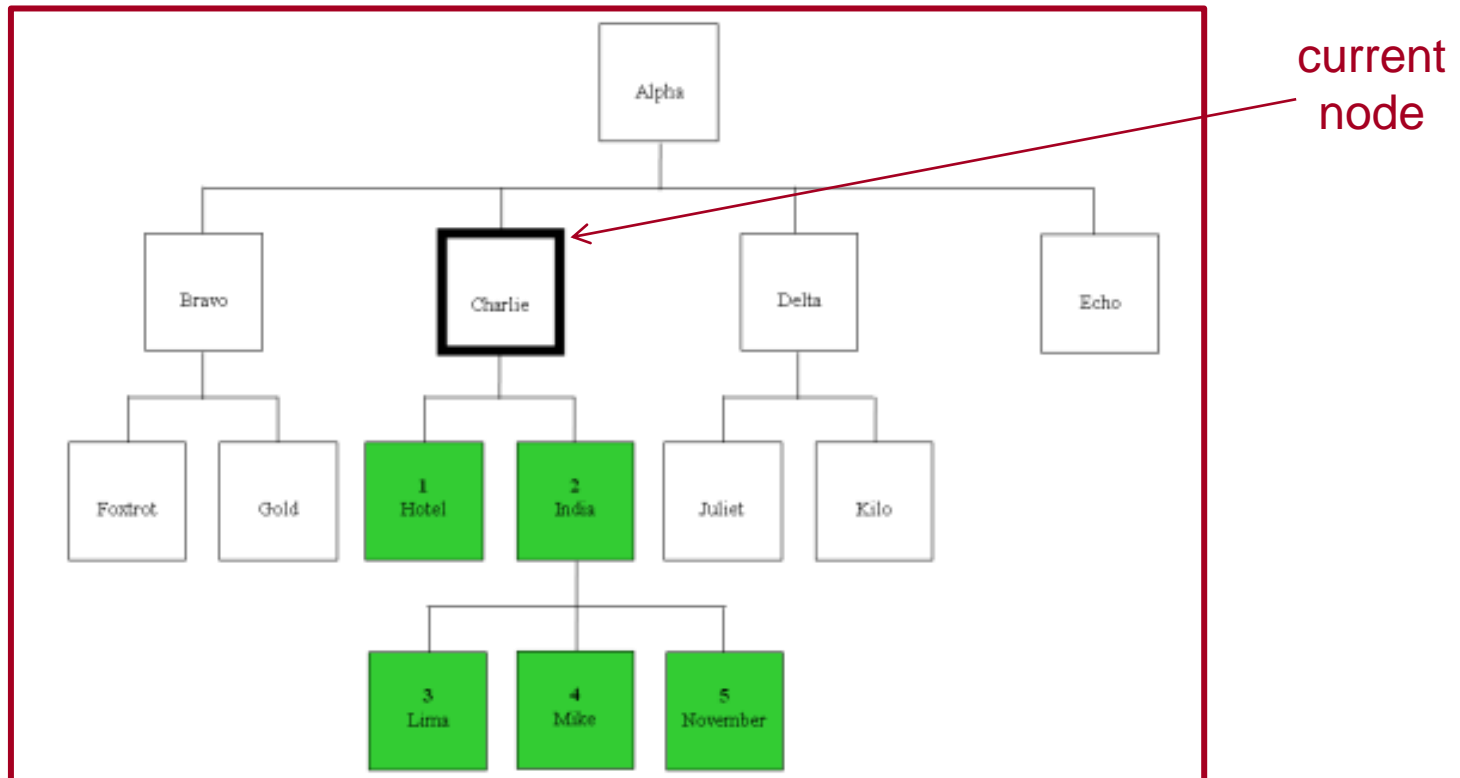 current
node
Alpha
Bravo
Charlie
Delta
Echo
Foxtrot
Gold
1
Hotel
2
India
Juliet
Kilo
3
Lima
4
Mike
5
November